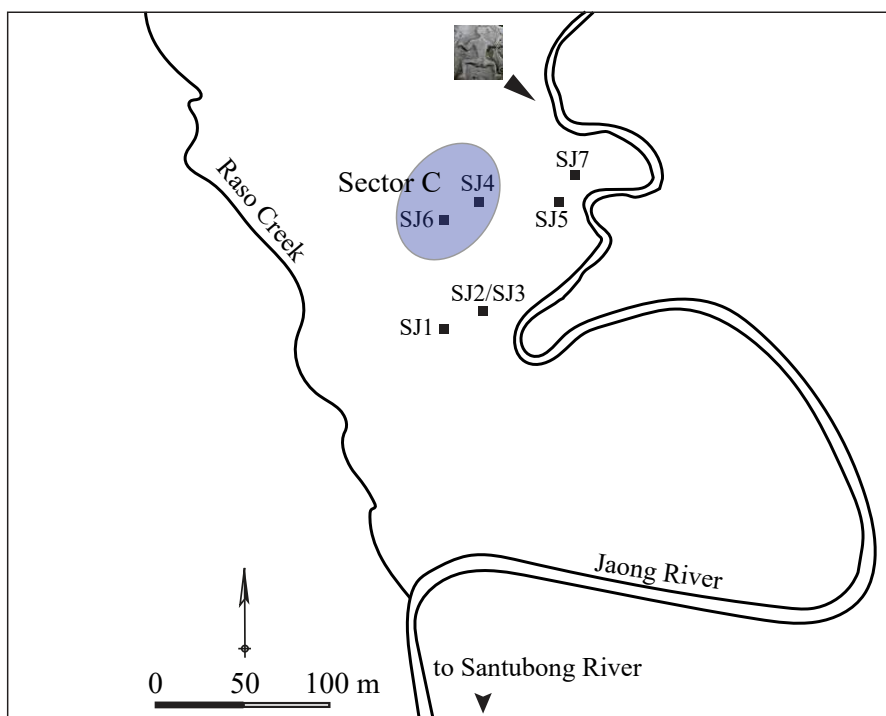 SJ7
Sector C
SJ4
SJ6
SJ5
Raso Creek
SJ2/SJ3
SJ1
Jaong River
to Santubong River
0 50 100 m